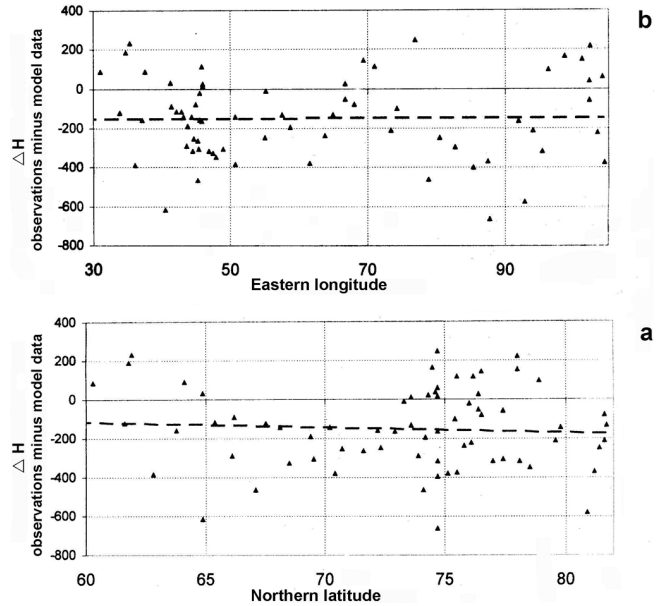 b
400
200
0
-200
-400
-600
-800
△H
observations minus model data
30
50
70
90
Eastern longitude
a
400
200
0
-200
-400
-600
-800
△H
observations minus model data
60
65
70
75
80
Northern latitude